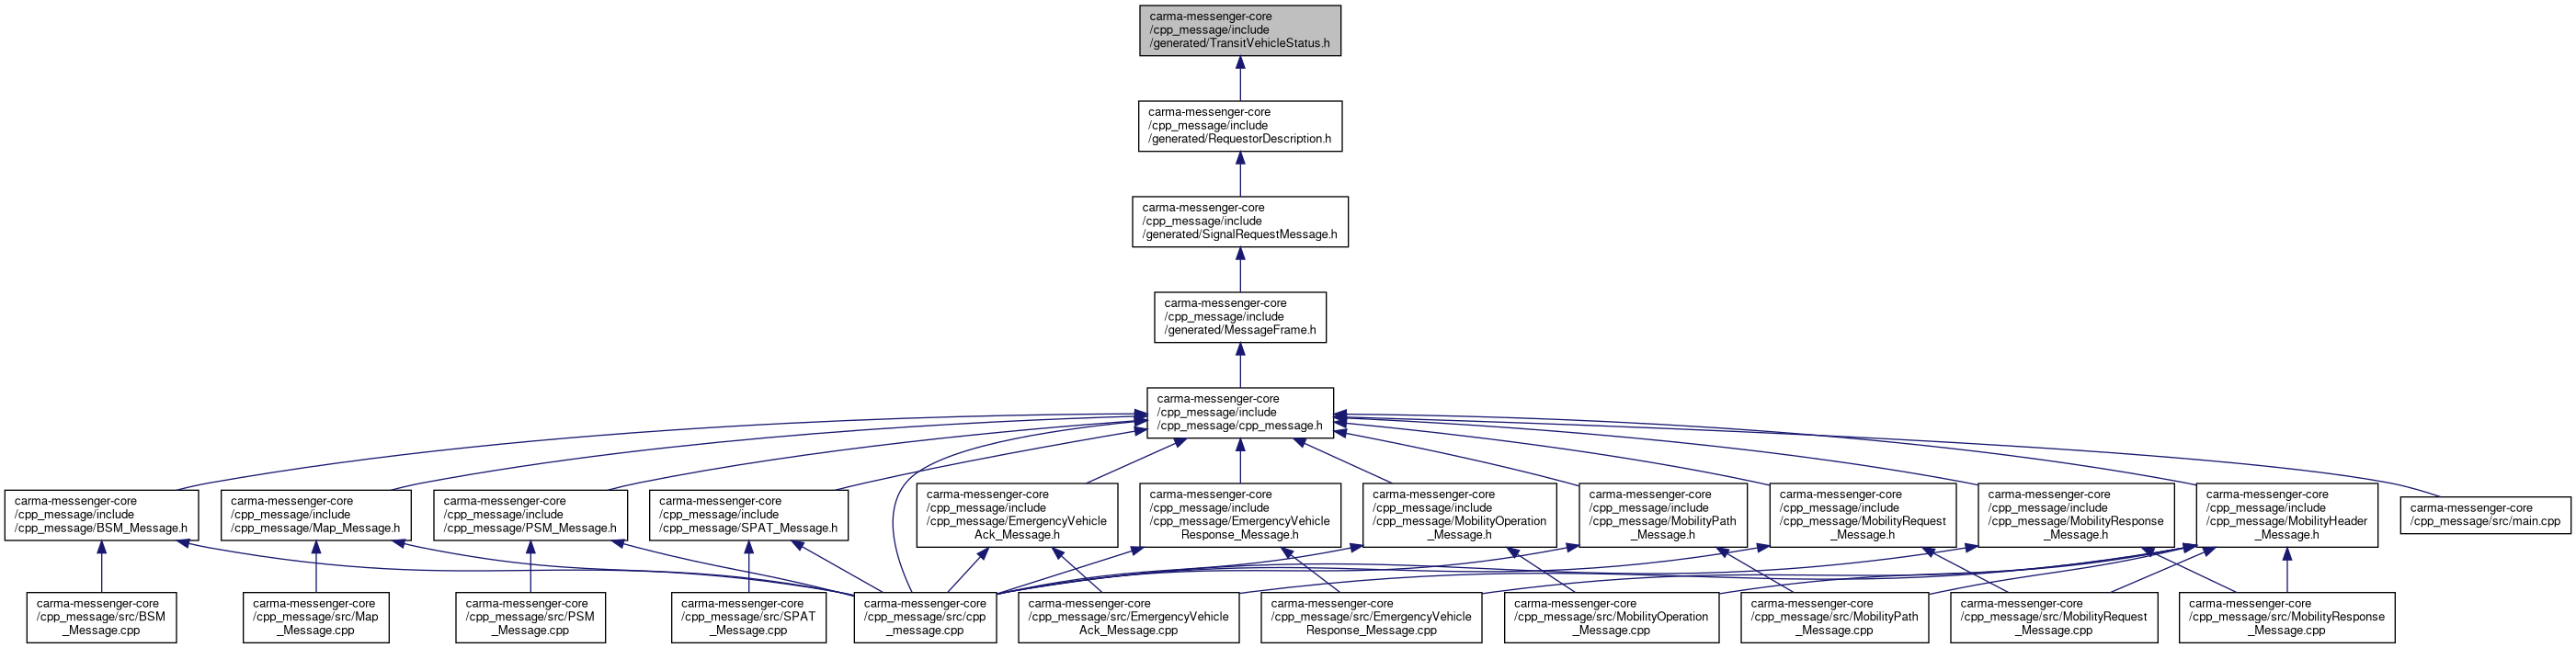 carma-messenger-core
/cpp_message/include
/generated/TransitVehicleStatus.h
carma-messenger-core
/cpp_message/include
/generated/RequestorDescription.h
carma-messenger-core
/cpp_message/include
/generated/SignalRequestMessage.h
carma-messenger-core
/cpp_message/include
/generated/MessageFrame.h
carma-messenger-core
/cpp_message/include
/cpp_message/cpp_message.h
carma-messenger-core
/cpp_message/include
/cpp_message/BSM_Message.h
carma-messenger-core
/cpp_message/include
/cpp_message/Map_Message.h
carma-messenger-core
/cpp_message/include
/cpp_message/PSM_Message.h
carma-messenger-core
/cpp_message/include
/cpp_message/SPAT_Message.h
carma-messenger-core
/cpp_message/include
/cpp_message/EmergencyVehicle
Ack_Message.h
carma-messenger-core
/cpp_message/include
/cpp_message/EmergencyVehicle
Response_Message.h
carma-messenger-core
/cpp_message/include
/cpp_message/MobilityOperation
_Message.h
carma-messenger-core
/cpp_message/include
/cpp_message/MobilityPath
_Message.h
carma-messenger-core
/cpp_message/include
/cpp_message/MobilityRequest
_Message.h
carma-messenger-core
/cpp_message/include
/cpp_message/MobilityResponse
_Message.h
carma-messenger-core
/cpp_message/include
/cpp_message/MobilityHeader
_Message.h
carma-messenger-core
/cpp_message/src/main.cpp
carma-messenger-core
/cpp_message/src/BSM
_Message.cpp
carma-messenger-core
/cpp_message/src/Map
_Message.cpp
carma-messenger-core
/cpp_message/src/PSM
_Message.cpp
carma-messenger-core
/cpp_message/src/SPAT
_Message.cpp
carma-messenger-core
/cpp_message/src/cpp
_message.cpp
carma-messenger-core
/cpp_message/src/EmergencyVehicle
Ack_Message.cpp
carma-messenger-core
/cpp_message/src/EmergencyVehicle
Response_Message.cpp
carma-messenger-core
/cpp_message/src/MobilityOperation
_Message.cpp
carma-messenger-core
/cpp_message/src/MobilityPath
_Message.cpp
carma-messenger-core
/cpp_message/src/MobilityRequest
_Message.cpp
carma-messenger-core
/cpp_message/src/MobilityResponse
_Message.cpp